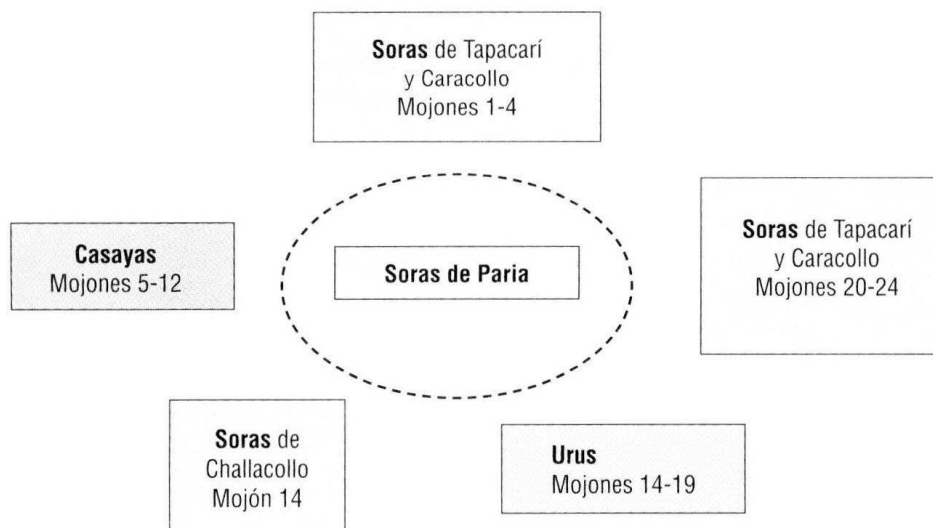 Soras de Tapacarí
y Caracollo
Mojones 1-4
Soras de Tapacarí
y Caracollo
Mojones 20-24
Casayas
Mojones 5-12
Soras de Paria
Soras de
Challacollo
Mojón 14
Urus
Mojones 14-19